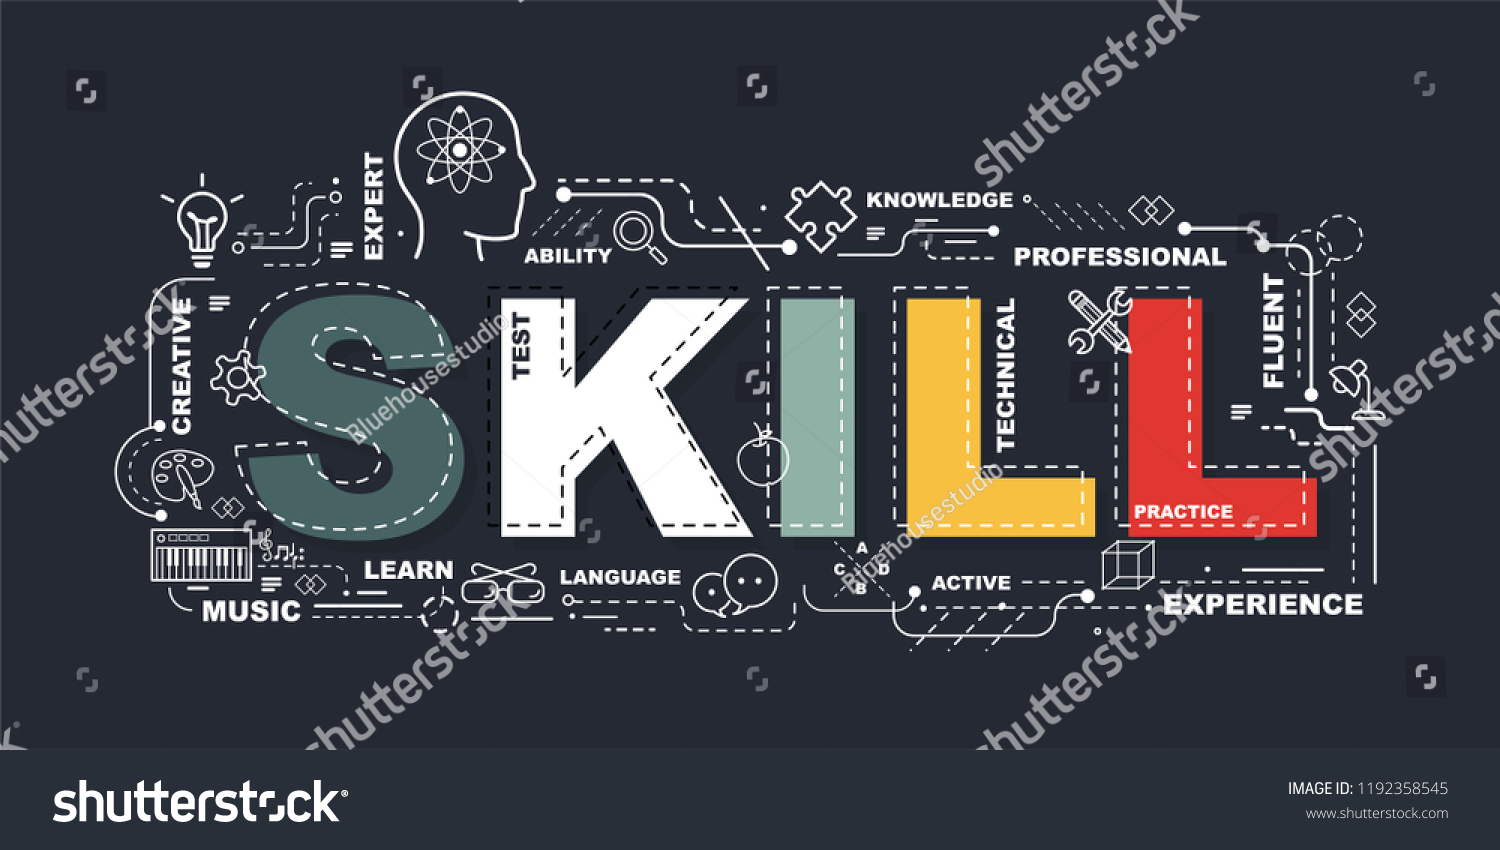 shutterstock
EXPERT
KNOWLEDGE
ABILITY
PROFESSIONAL
CREATIVE
FLUENT
SKILL
TEST
TECHNICAL
shutterstock
shutterstock
Bluehousestudio
PRACTICE
Bluehousestudio
A
C D
B
LEARN
LANGUAGE
ACTIVE
MUSIC
EXPERIENCE
shutterstock
shutterstock
shutterstock
IMAGE ID: 1192358545
www.shutterstock.com